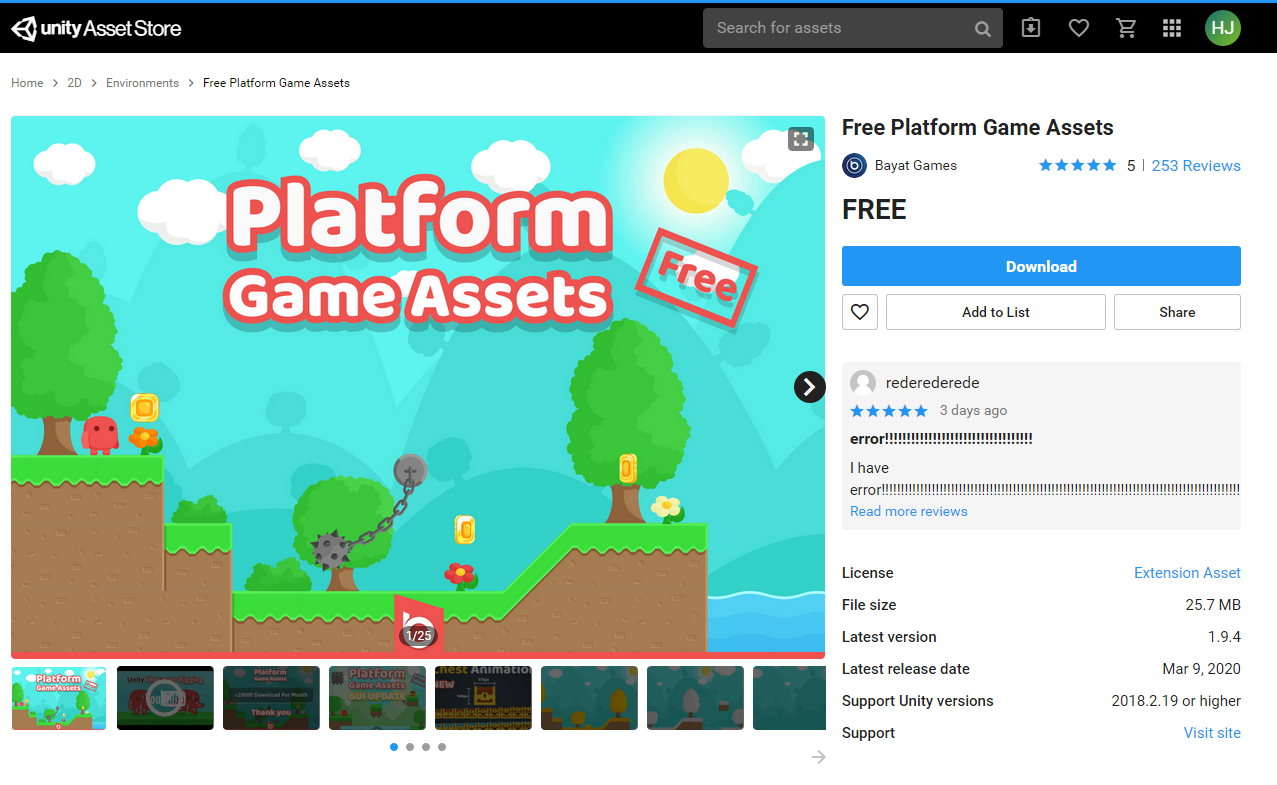 unity Asset Store
Search for assets
HJ
Home > 2D > Environments > Free Platform Game Assets
Platform
Game Assets
Free
1/25
Free Platform Game Assets
Bayat Games
5 | 253 Reviews
FREE
Download
Add to List
Share
rederederede
3 days ago
error!!!!!!!!!!!!!!!!!!!!!!!!!!!!!!!!!!
I have
error!!!!!!!!!!!!!!!!!!!!!!!!!!!!!!!!!!!!!!!!!!!!!!!!!!!!!!!!!!!!!!!!!!!!!!!!!!!!!!!!!!!!!!!!!!!
Read more reviews
License
Extension Asset
File size
25.7 MB
Latest version
1.9.4
Latest release date
Mar 9, 2020
Support Unity versions
2018.2.19 or higher
Support
Visit site
Platform
Game Assets
Platform
Game Assets
+10000 Download Per Month
Thank you
Platform
Game Assets
GUI UPDATE
Chest Animation
NEW